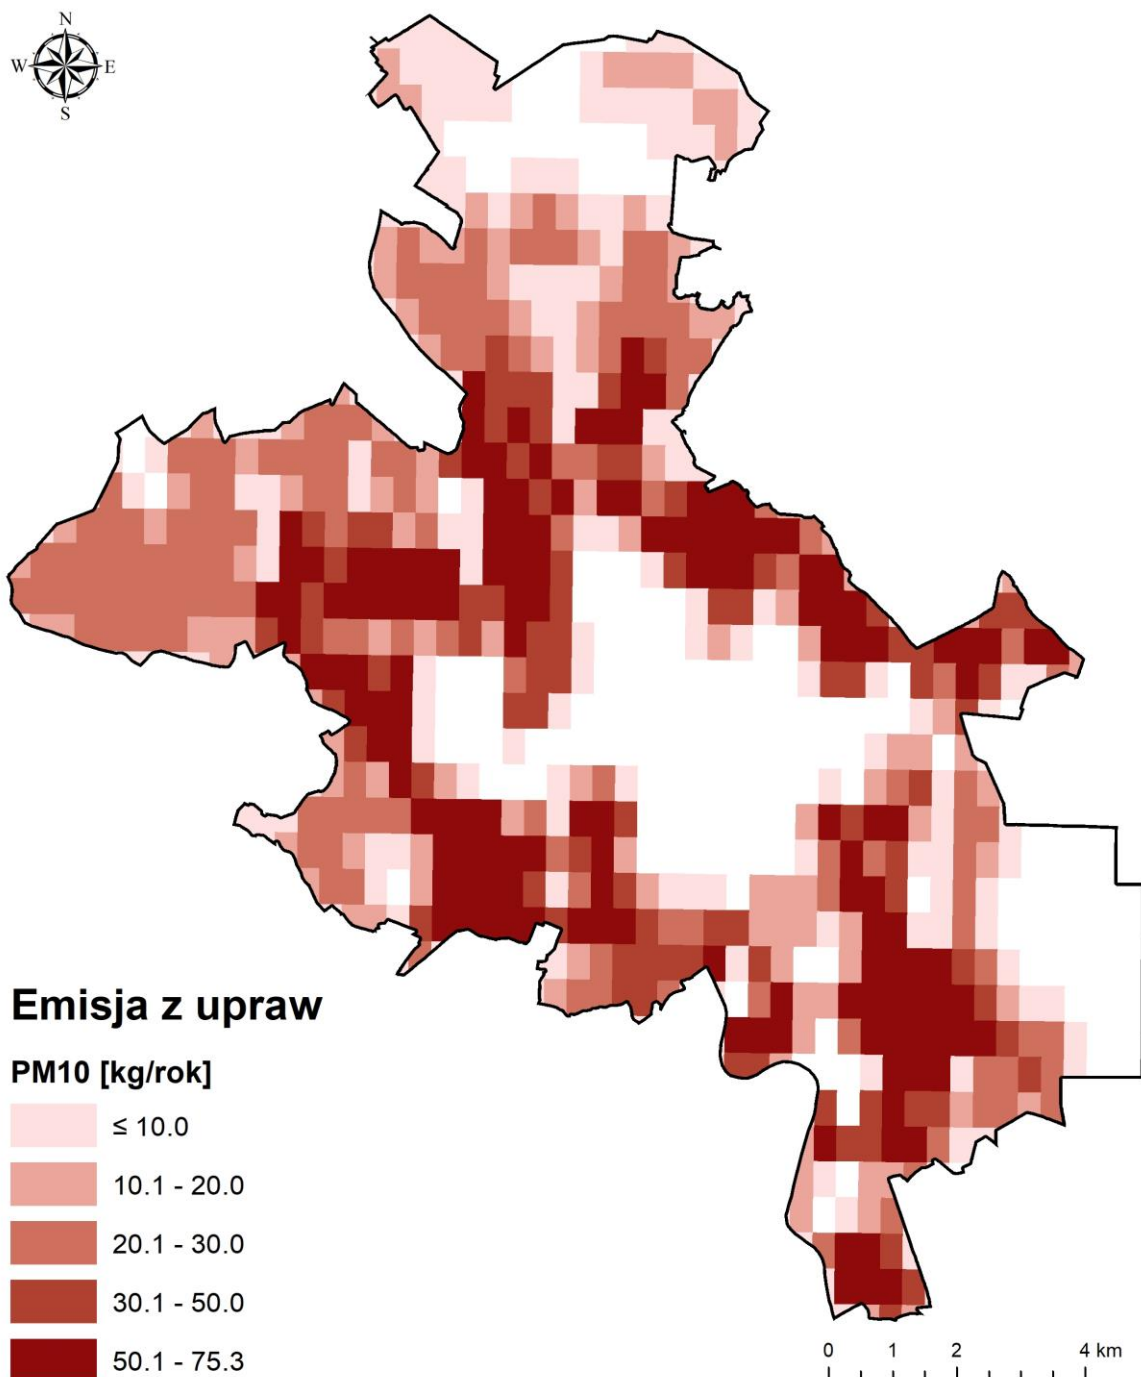 N
W E
S
Emisja z upraw
PM10 [kg/rok]
≤ 10.0
10.1 - 20.0
20.1 - 30.0
30.1 - 50.0
50.1 - 75.3
0 1 2 4 km